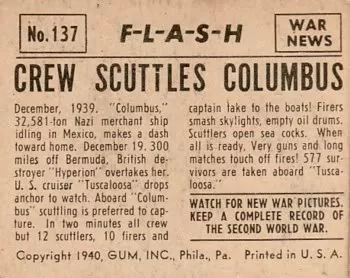 No. 137
F-L-A-S-H
WAR
NEWS
CREW SCUTTLES COLUMBUS
December, 1939. "Columbus,"
32,581-ton Nazi merchant ship
idling in Mexico, makes a dash
toward home. December 19. 300
miles off Bermuda, British de-
stroyer "Hyperion" overtakes her.
U. S. cruiser "Tuscaloosa" drops
anchor to watch. Aboard "Colum-
bus" scuttling is preferred to cap-
ture. In two minutes all crew
but 12 scuttlers, 10 firers and
captain take to the boats! Firers
smash skylights, empty oil drums.
Scuttlers open sea cocks. When
all is ready, Very guns and long
matches touch off fires! 577 sur-
vivors are taken aboard "Tusca-
loosa."
WATCH FOR NEW WAR PICTURES.
KEEP A COMPLETE RECORD OF
THE SECOND WORLD WAR.
Copyright 1940, GUM, INC., Phila., Pa. Printed in U. S. A.